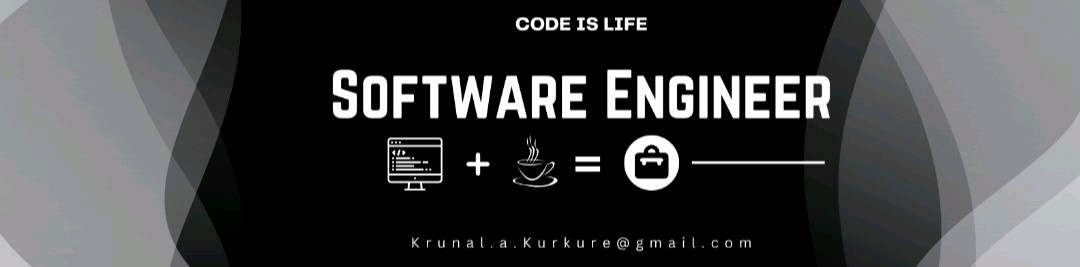 CODE IS LIFE
SOFTWARE ENGINEER
</>
+ =
Krunal.a.Kurkure@gmail.com